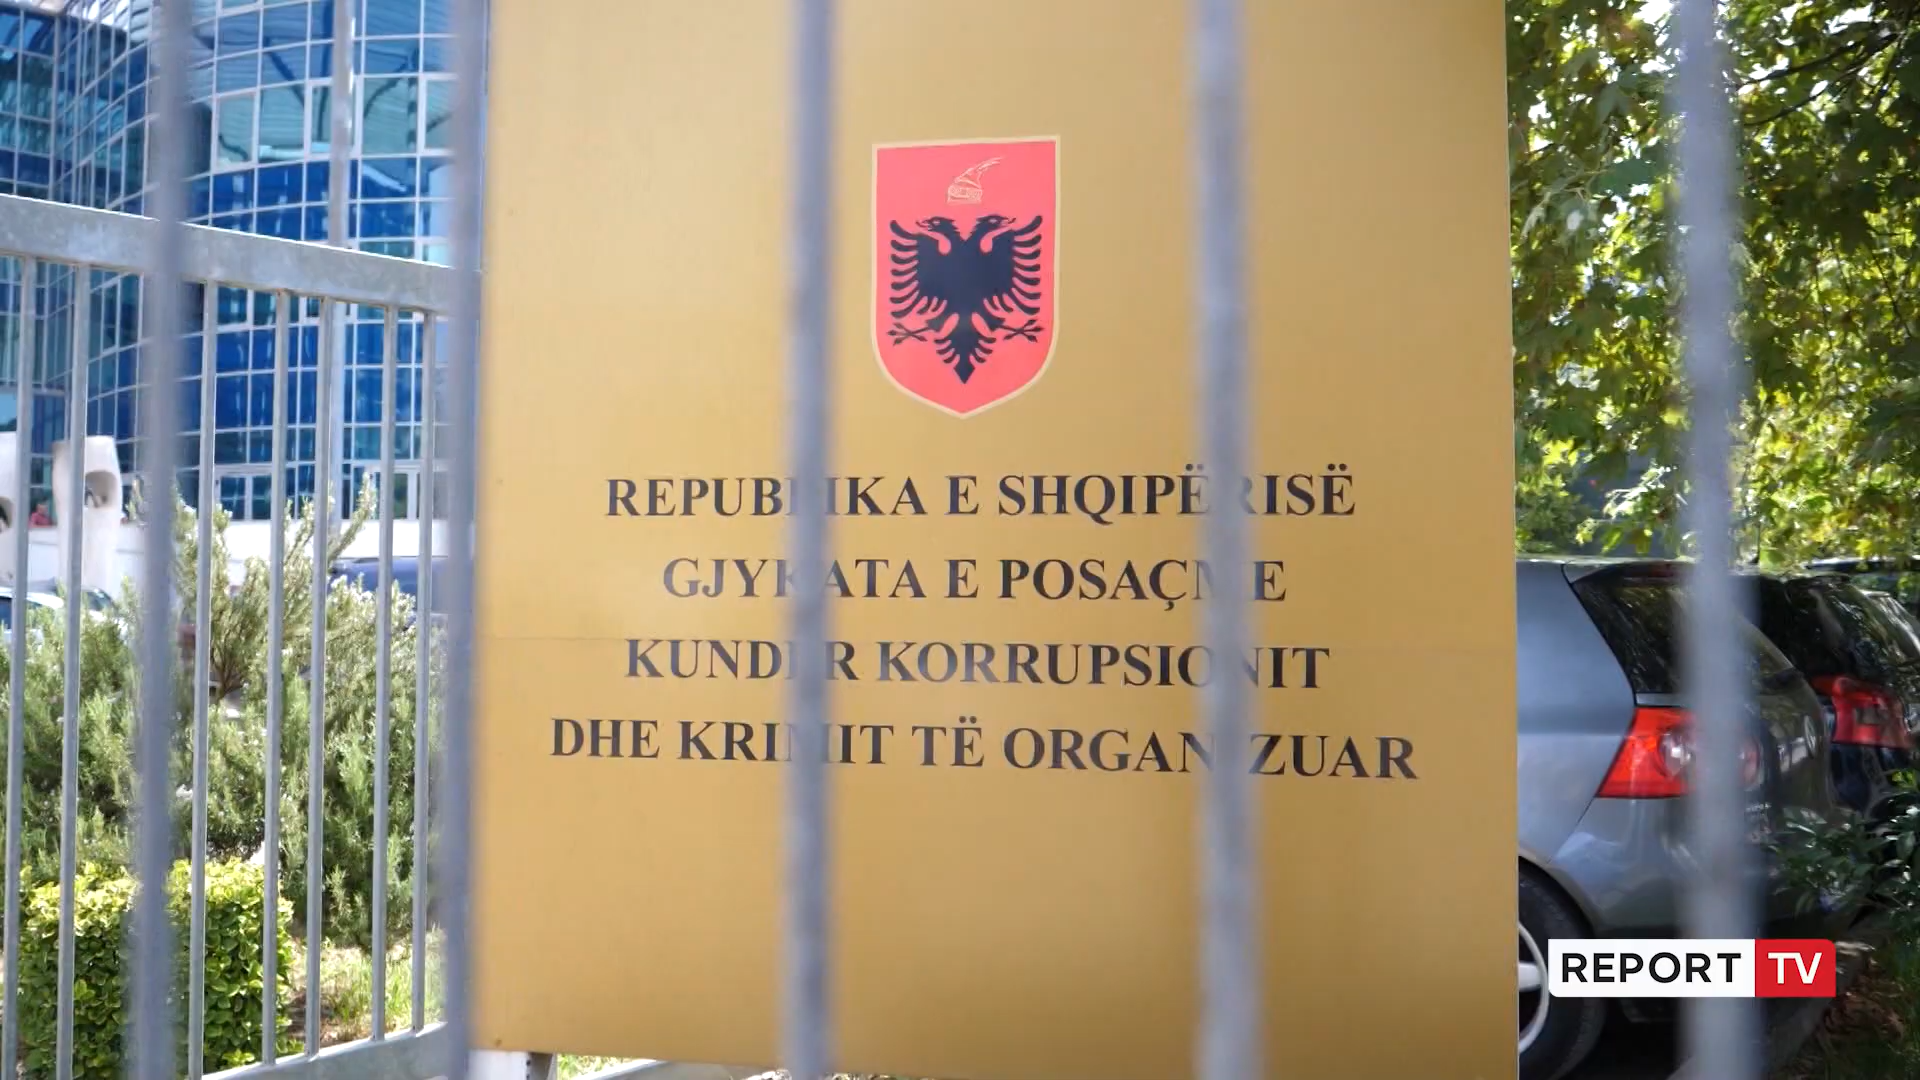 REPUBLIKA E SHQIPËRISË
GJYKATA E POSAÇME
KUNDËR KORRUPSIONIT
DHE KRIMIT TË ORGANIZUAR
REPORT TV